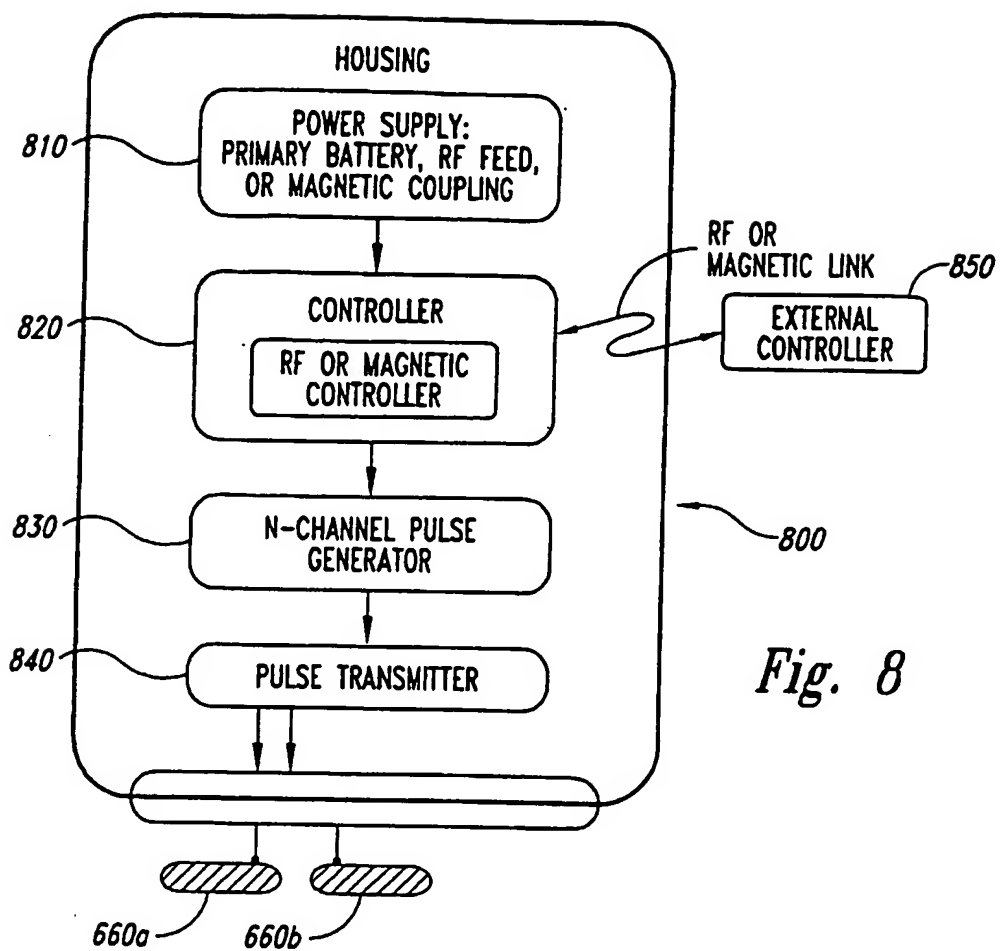 HOUSING
810
POWER SUPPLY:
PRIMARY BATTERY, RF FEED,
OR MAGNETIC COUPLING
RF OR
MAGNETIC LINK
850
EXTERNAL
CONTROLLER
820
CONTROLLER
RF OR MAGNETIC
CONTROLLER
830
N-CHANNEL PULSE
GENERATOR
800
840
PULSE TRANSMITTER
Fig. 8
660a
660b